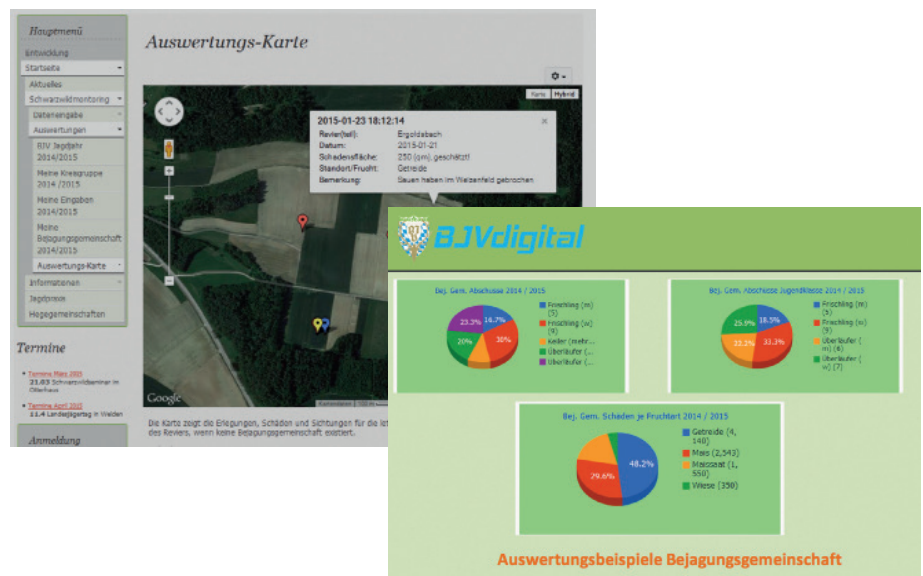 Hauptmenü
Entwicklung
Startseite
Aktuelles
Schwarzwildmontoring
Dateneingabe
Auswertungen
BJV Jagdjahr
2014/2015
Meine Kreisgruppe
2014 /2015
Meine Eingaben
2014/2015
Meine
Bejagungsgemeinschaft
2014/2015
Auswertungs-Karte
Informationen
Jagdpraxis
Hegegemeinschaften
Termine
Termine März 2015
21.03 Schwarzwildseminar im
Termine April 2015
11.4 Landesjägertag in Weiden
Anmeldung
Auswertungs-Karte
Karte Hybrid
2015-01-23 18:12:14
Revier(teil): Ergoldsbach
Datum: 2015-01-21
Schadensfläche: 250 (qm), geschätzt!
Standort/Frucht: Getreide
Bemerkung: Sauen haben im Weizenfeld gebrochen
Google
Kartendaten 100 m
Die Karte zeigt die Erlegungen, Schäden und Sichtungen für die
des Reviers, wenn keine Bejagungsgemeinschaft existiert.
BJVdigital
Bej. Gem. Abschüsse 2014 / 2015
23.3% 16.7%
20% 30%
Frischling (m)
(5)
Frischling (w)
(9)
Keiler (mehr...
Überläufer (...
Überläufer (...
Bej. Gem. Abschüsse Jugendklasse 2014 / 2015
25.9% 18.5%
22.2% 33.3%
Frischling (m)
(5)
Frischling (w)
(9)
Überläufer (
m) (6)
Überläufer (
w) (7)
Bej. Gem. Schäden je Fruchtart 2014 / 2015
48.2%
29.6%
Getreide (4,
140)
Mais (2,543)
Maissaat (1,
550)
Wiese (350)
Auswertungsbeispiele Bejagungsgemeinschaft